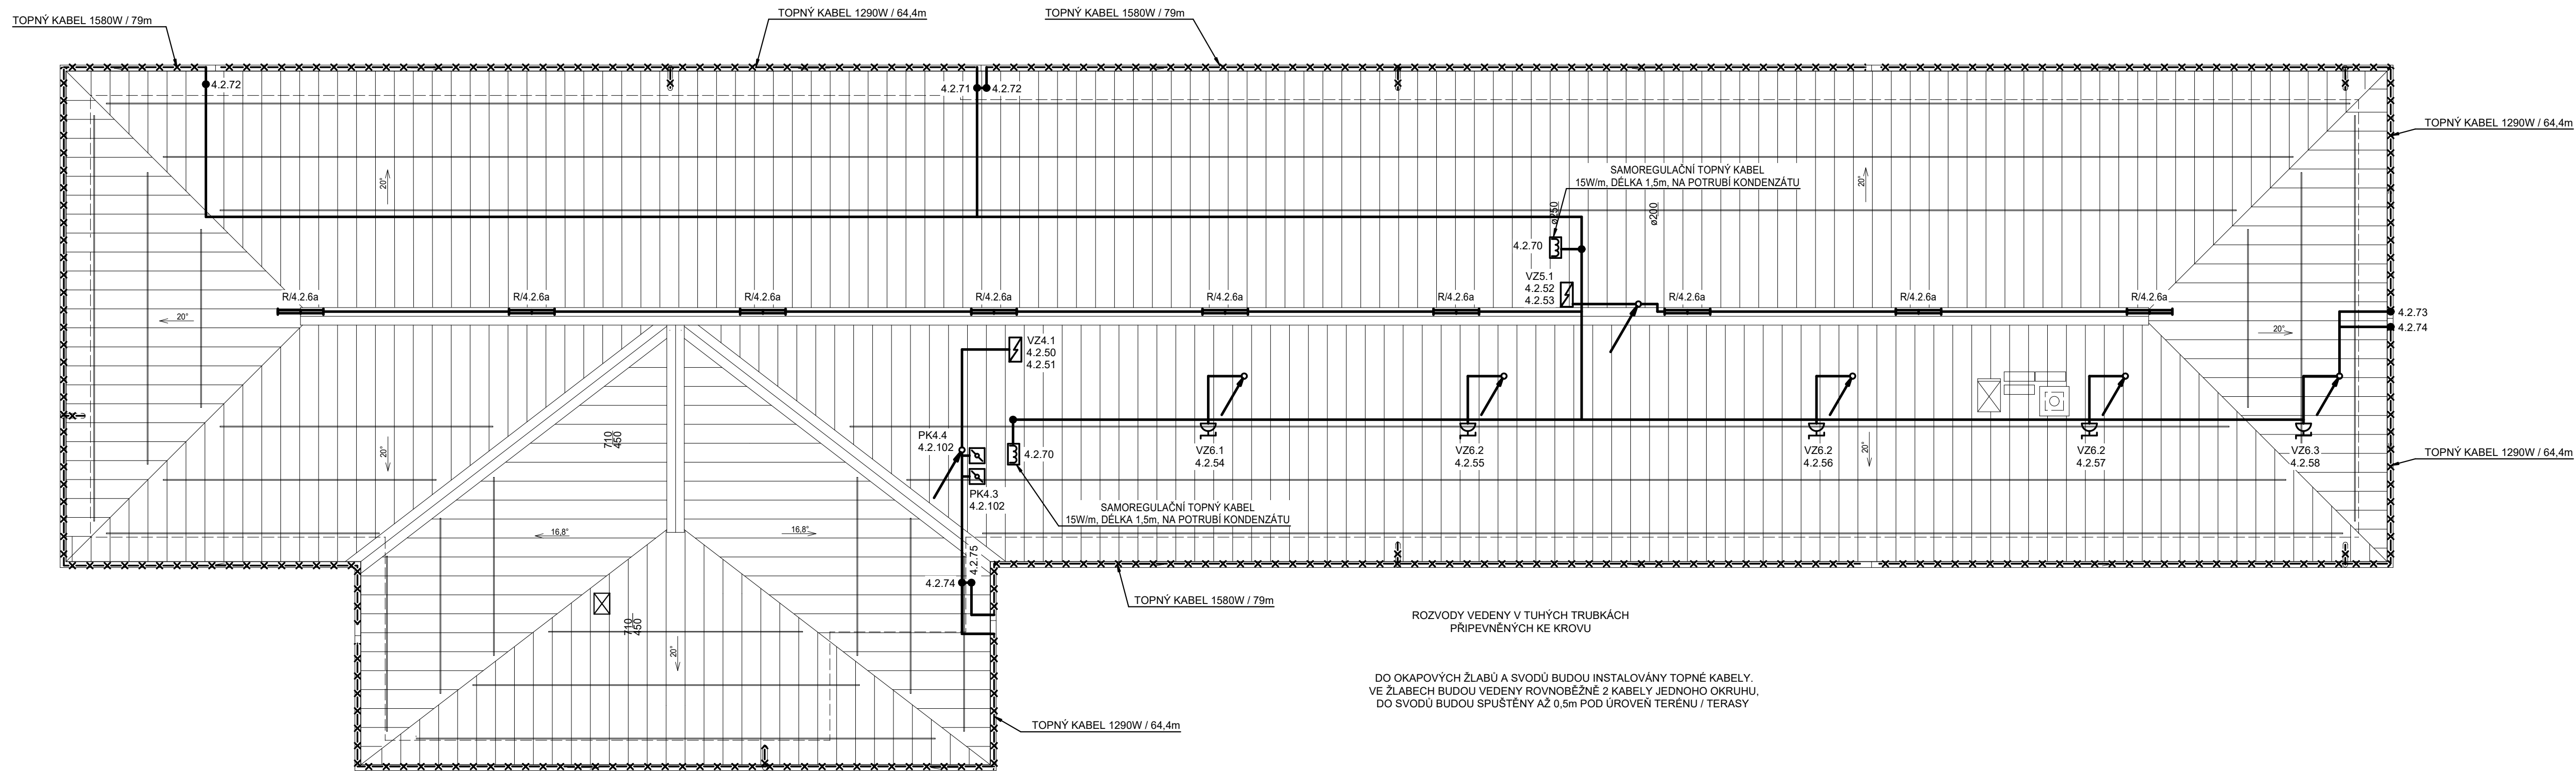 TOPNÝ KABEL 1580W / 79m
TOPNÝ KABEL 1290W / 64,4m
TOPNÝ KABEL 1580W / 79m
4.2.72
4.2.71
4.2.72
TOPNÝ KABEL 1290W / 64,4m
SAMOREGULAČNÍ TOPNÝ KABEL
15W/m, DÉLKA 1,5m, NA POTRUBÍ KONDENZÁTU
20°
20°
ø250
ø200
4.2.70
VZ5.1
4.2.52
4.2.53
R/4.2.6a
R/4.2.6a
R/4.2.6a
R/4.2.6a
R/4.2.6a
R/4.2.6a
R/4.2.6a
R/4.2.6a
R/4.2.6a
20°
20°
4.2.73
4.2.74
VZ4.1
4.2.50
4.2.51
710
450
PK4.4
4.2.102
4.2.70
20°
20°
VZ6.1
4.2.54
VZ6.2
4.2.55
VZ6.2
4.2.56
VZ6.2
4.2.57
VZ6.3
4.2.58
TOPNÝ KABEL 1290W / 64,4m
PK4.3
4.2.102
SAMOREGULAČNÍ TOPNÝ KABEL
15W/m, DÉLKA 1,5m, NA POTRUBÍ KONDENZÁTU
16,8°
16,8°
4.2.75
4.2.74
TOPNÝ KABEL 1580W / 79m
710
450
20°
ROZVODY VEDENY V TUHÝCH TRUBKÁCH
PŘIPEVNĚNÝCH KE KROVU
DO OKAPOVÝCH ŽLABŮ A SVODŮ BUDOU INSTALOVÁNY TOPNÉ KABELY.
VE ŽLABECH BUDOU VEDENY ROVNOBĚŽNĚ 2 KABELY JEDNOHO OKRUHU,
DO SVODŮ BUDOU SPUŠTĚNY AŽ 0,5m POD ÚROVEŇ TERÉNU / TERASY
TOPNÝ KABEL 1290W / 64,4m